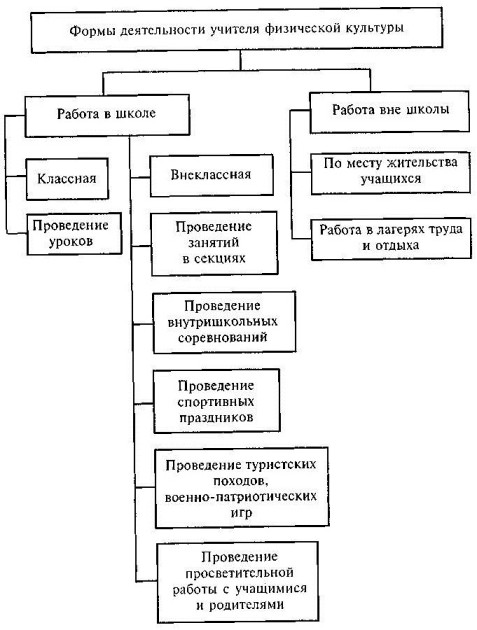 Формы деятельности учителя физической культуры
Работа в школе
Работа вне школы
Классная
Внеклассная
По месту жительства
учащихся
Проведение
уроков
Проведение
занятий
в секциях
Работа в лагерях труда
и отдыха
Проведение
внутришкольных
соревнований
Проведение
спортивных
праздников
Проведение туристских
походов,
военно-патриотических
игр
Проведение
просветительной
работы с учащимися
и родителями